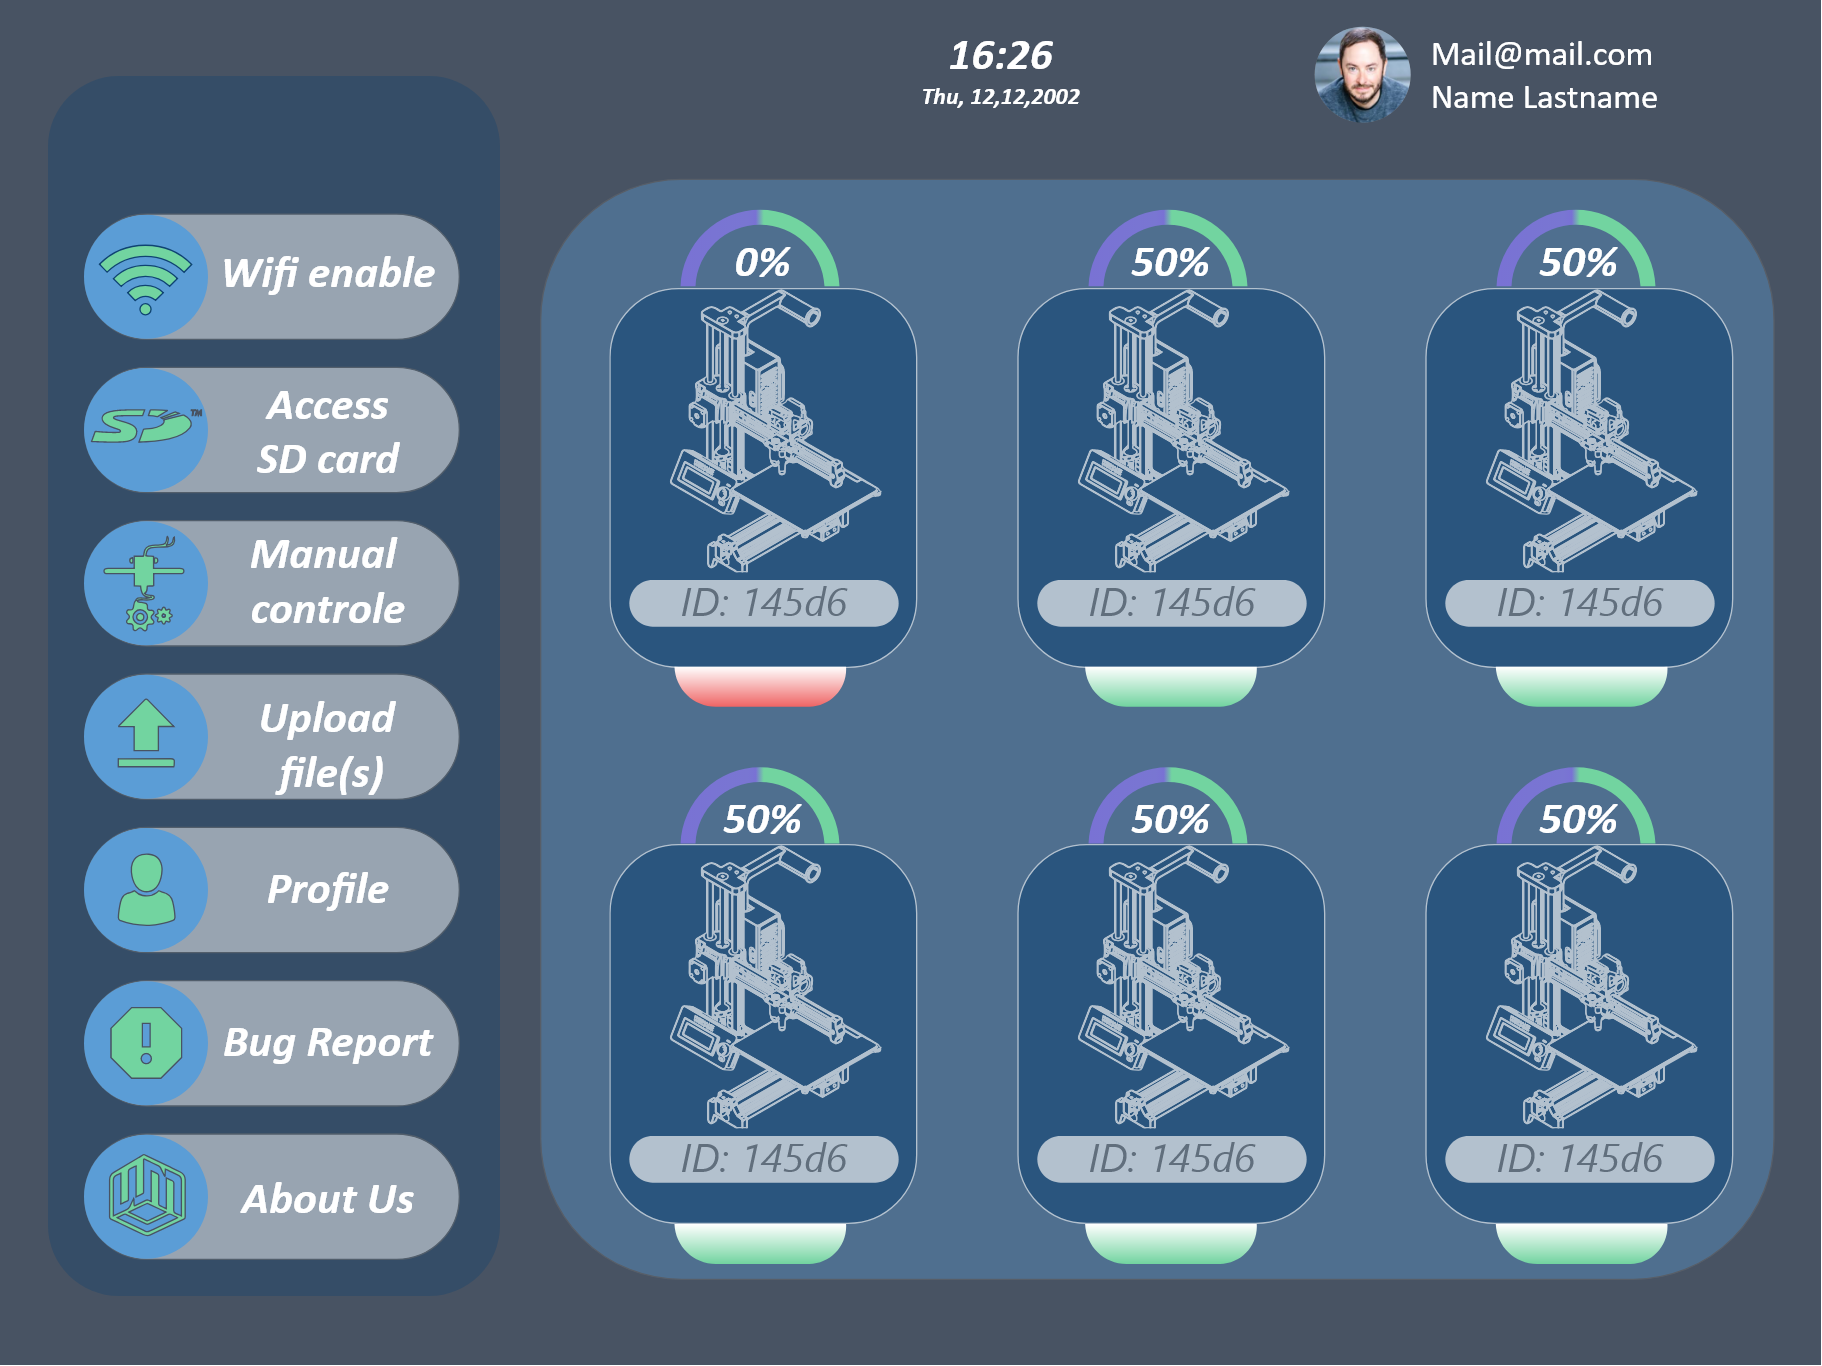 16:26
Thu, 12,12,2002
Mail@mail.com
Name Lastname
Wifi enable
SD™
Access
SD card
Manual
controle
Upload
file(s)
Profile
!
Bug Report
About Us
0%
50%
50%
ID: 145d6
ID: 145d6
ID: 145d6
50%
50%
50%
ID: 145d6
ID: 145d6
ID: 145d6